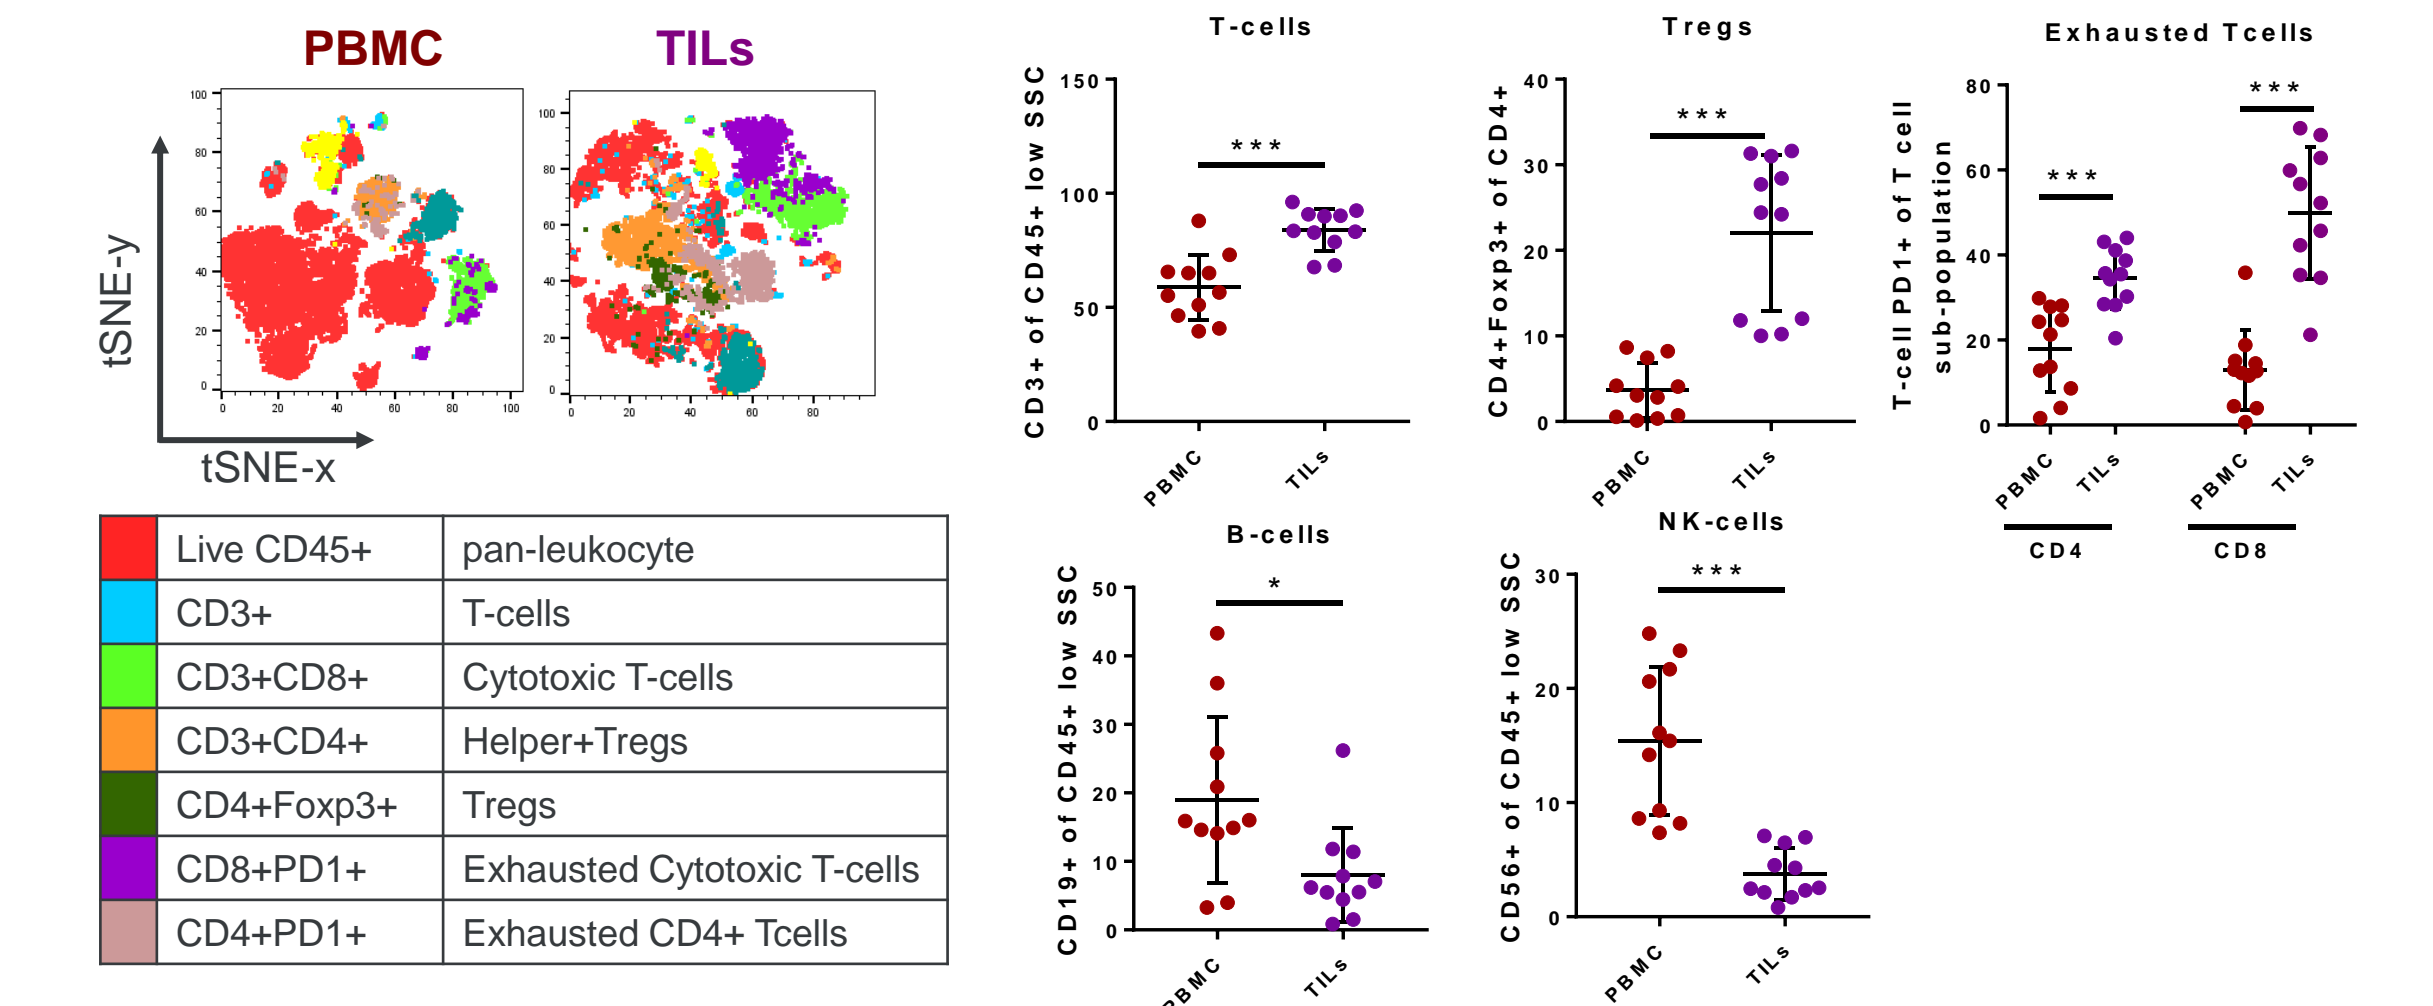 PBMC
TILs
100
80
60
40
20
0
0 20 40 60 80 100
100
80
60
40
20
0
0 20 40 60 80
tSNE-y
tSNE-x
Live CD45+ pan-leukocyte
CD3+ T-cells
CD3+CD8+ Cytotoxic T-cells
CD3+CD4+ Helper+Tregs
CD4+Foxp3+ Tregs
CD8+PD1+ Exhausted Cytotoxic T-cells
CD4+PD1+ Exhausted CD4+ Tcells
T-cells
CD3+ of CD45+ low SSC
150
100
50
0
***
PBMC TILs
Tregs
CD4+Foxp3+ of CD4+
40
30
20
10
0
***
PBMC TILs
Exhausted Tcells
T-cell PD1+ of T cell
sub-population
80
60
40
20
0
***
***
PBMC TILs PBMC TILs
CD4 CD8
B-cells
CD19+ of CD45+ low SSC
50
40
30
20
10
0
*
PBMC TILs
NK-cells
CD56+ of CD45+ low SSC
30
20
10
0
***
PBMC TILs